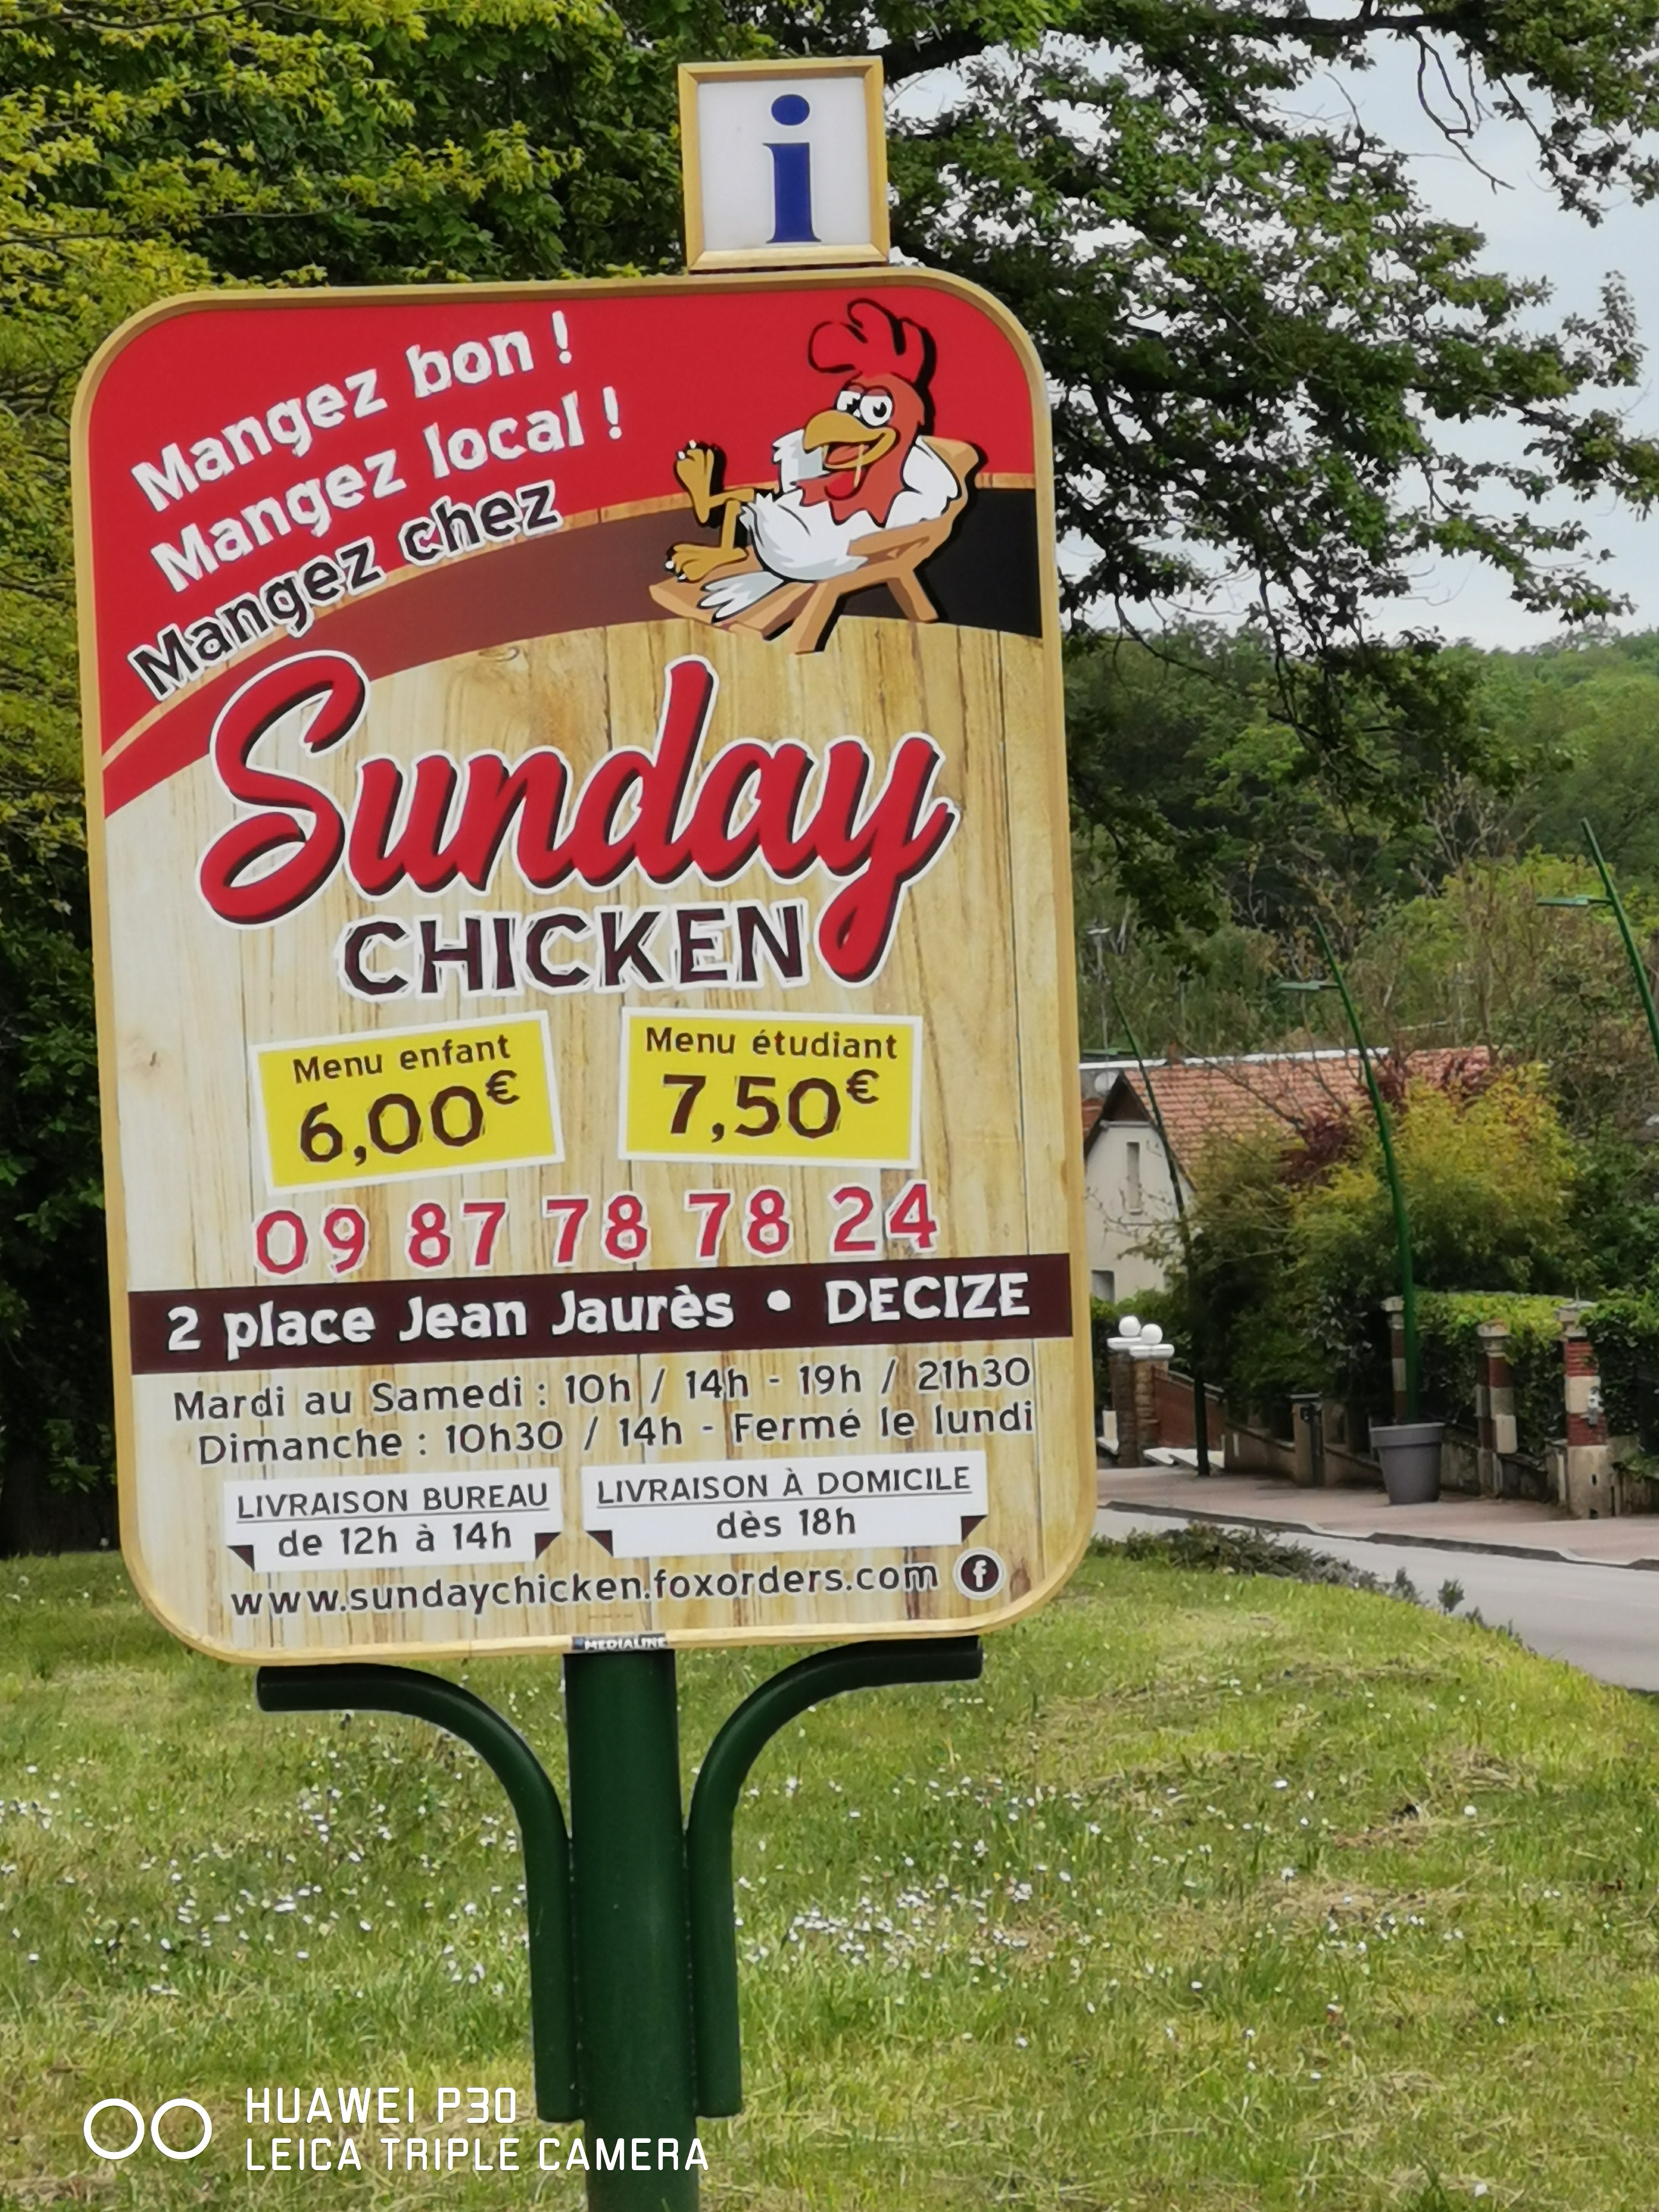 i
Mangez bon !
Mangez local !
Mangez chez
Sunday
CHICKEN
Menu enfant
6,00€
Menu étudiant
7,50€
09 87 78 78 24
2 place Jean Jaurès • DECIZE
Mardi au Samedi : 10h / 14h - 19h / 21h30
Dimanche : 10h30 / 14h - Fermé le lundi
LIVRAISON BUREAU
de 12h à 14h
LIVRAISON À DOMICILE
dès 18h
www.sundaychicken.foxorders.com f
MEDIALINE
HUAWEI P30
LEICA TRIPLE CAMERA